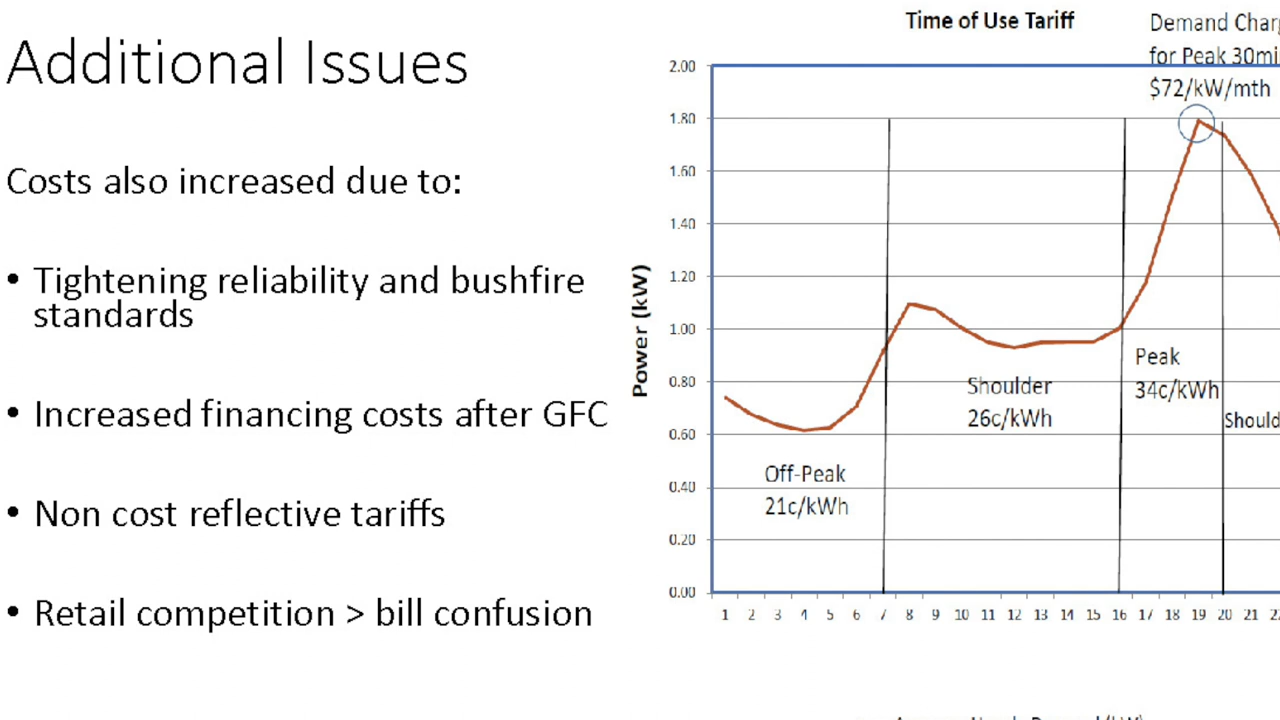 Additional Issues
Costs also increased due to:
• Tightening reliability and bushfire
standards
• Increased financing costs after GFC
• Non cost reflective tariffs
• Retail competition > bill confusion
Time of Use Tariff
Demand
for Peak
$72/kW/mth
2.00
1.80
1.60
1.40
1.20
1.00
0.80
0.60
0.40
0.20
0.00
Power (kW)
Off-Peak
21c/kWh
Shoulder
26c/kWh
Peak
34c/kWh
1 2 3 4 5 6 7 8 9 10 11 12 13 14 15 16 17 18 19 20 21